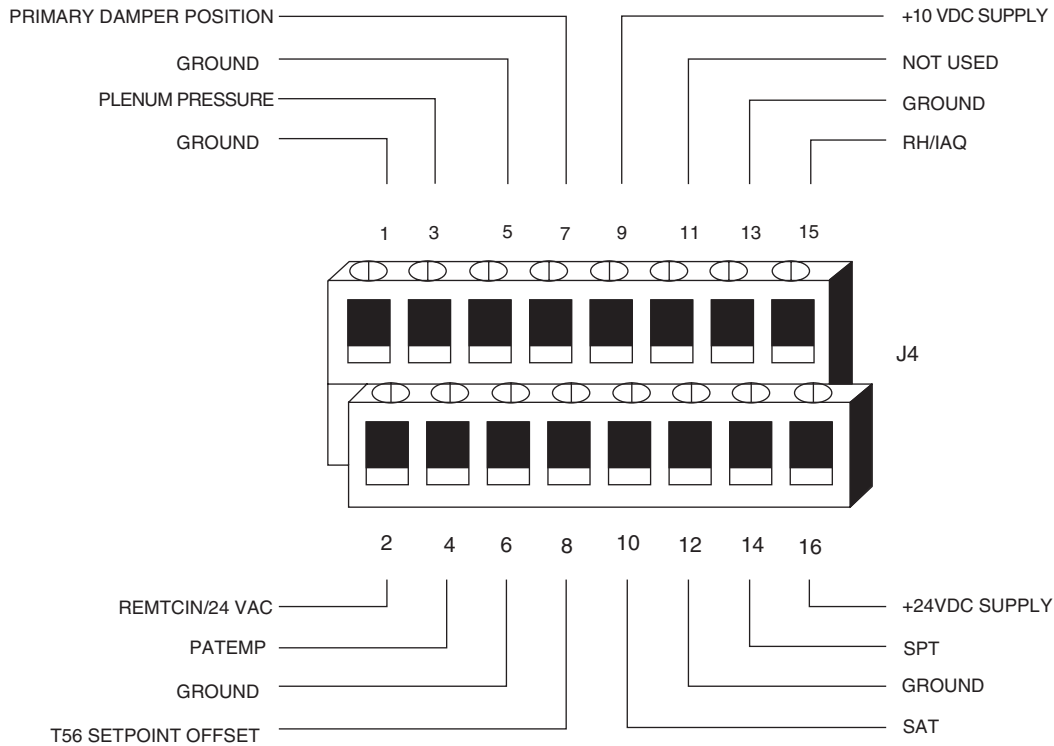 PRIMARY DAMPER POSITION
GROUND
PLENUM PRESSURE
GROUND
+10 VDC SUPPLY
NOT USED
GROUND
RH/IAQ
1 3 5 7 9 11 13 15
J4
2 4 6 8 10 12 14 16
REMTCIN/24 VAC
PATEMP
GROUND
T56 SETPOINT OFFSET
+24VDC SUPPLY
SPT
GROUND
SAT